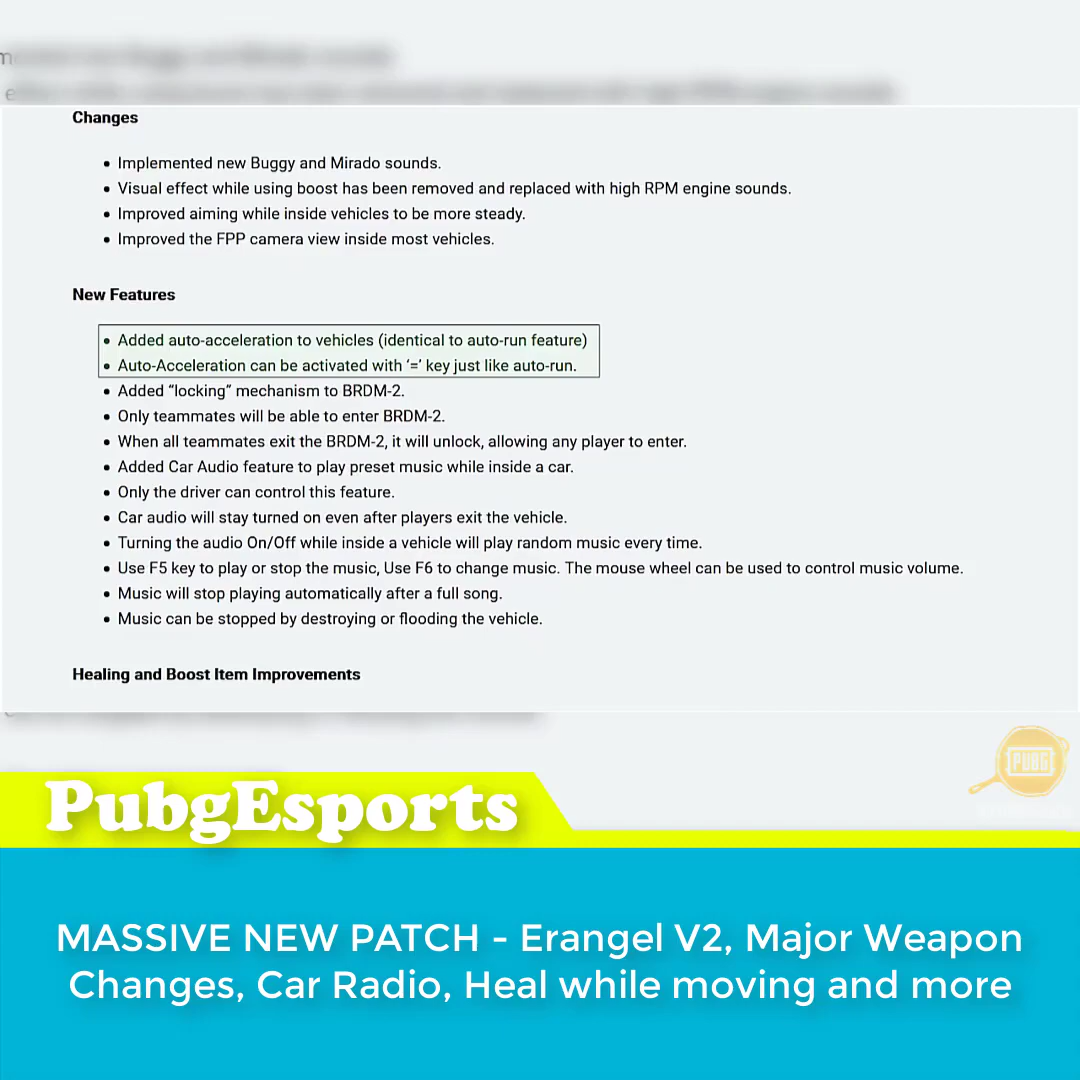 Changes
• Implemented new Buggy and Mirado sounds.
• Visual effect while using boost has been removed and replaced with high RPM engine sounds.
• Improved aiming while inside vehicles to be more steady.
• Improved the FPP camera view inside most vehicles.
New Features
• Added auto-acceleration to vehicles (identical to auto-run feature)
• Auto-Acceleration can be activated with ‘=’ key just like auto-run.
• Added “locking” mechanism to BRDM-2.
• Only teammates will be able to enter BRDM-2.
• When all teammates exit the BRDM-2, it will unlock, allowing any player to enter.
• Added Car Audio feature to play preset music while inside a car.
• Only the driver can control this feature.
• Car audio will stay turned on even after players exit the vehicle.
• Turning the audio On/Off while inside a vehicle will play random music every time.
• Use F5 key to play or stop the music, Use F6 to change music. The mouse wheel can be used to control music volume.
• Music will stop playing automatically after a full song.
• Music can be stopped by destroying or flooding the vehicle.
Healing and Boost Item Improvements
PUBG
PubgEsports
MASSIVE NEW PATCH - Erangel V2, Major Weapon
Changes, Car Radio, Heal while moving and more